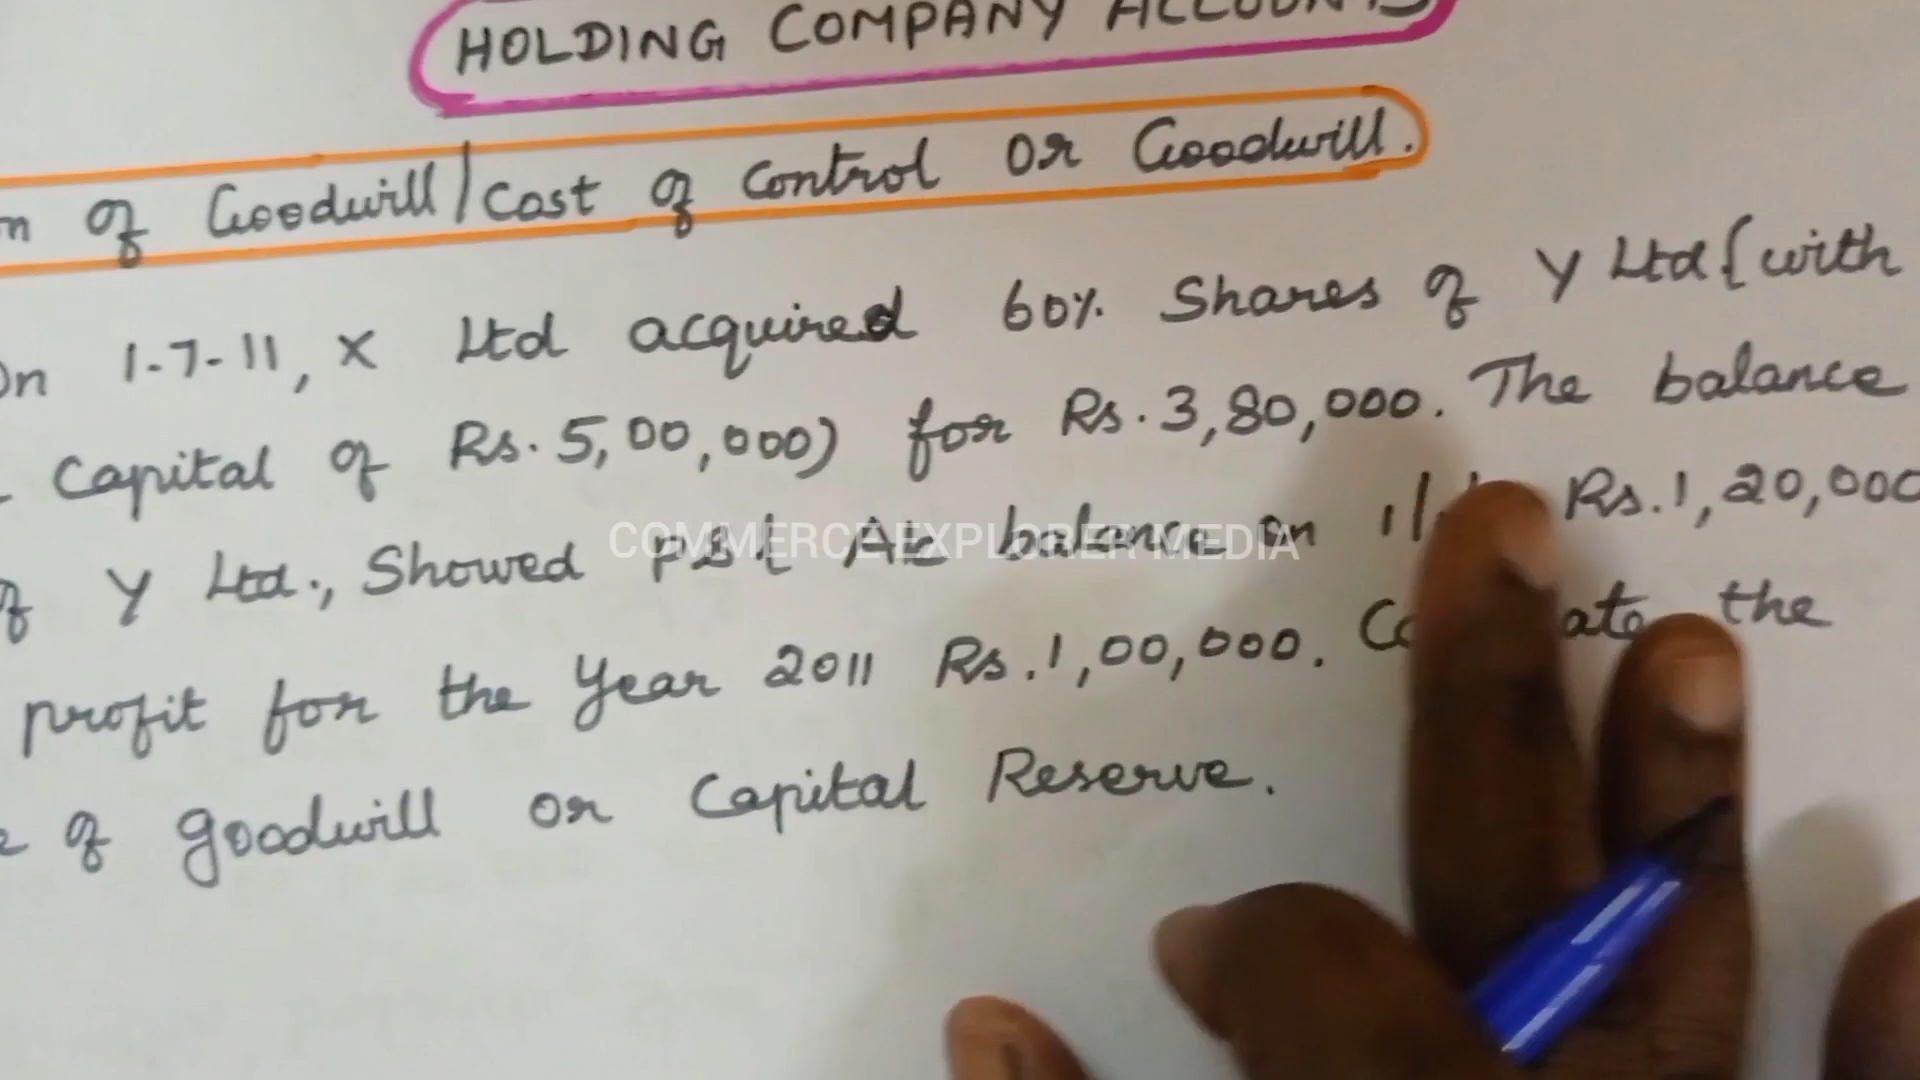 HOLDING COMPANY ACCOUNTS
of Goodwill/Cost of Control or Goodwill.
On 1-7-11, X Ltd acquired 60% Shares of Y Ltd (with
Capital of Rs. 5,00,000) for Rs. 3,80,000. The balance
of Y Ltd., Showed P&L A/c balance on Rs. 1,20,000
profit for the Year 2011 Rs. 1,00,000. the
of goodwill or Capital Reserve.
COMMERCE EXPLORER MEDIA